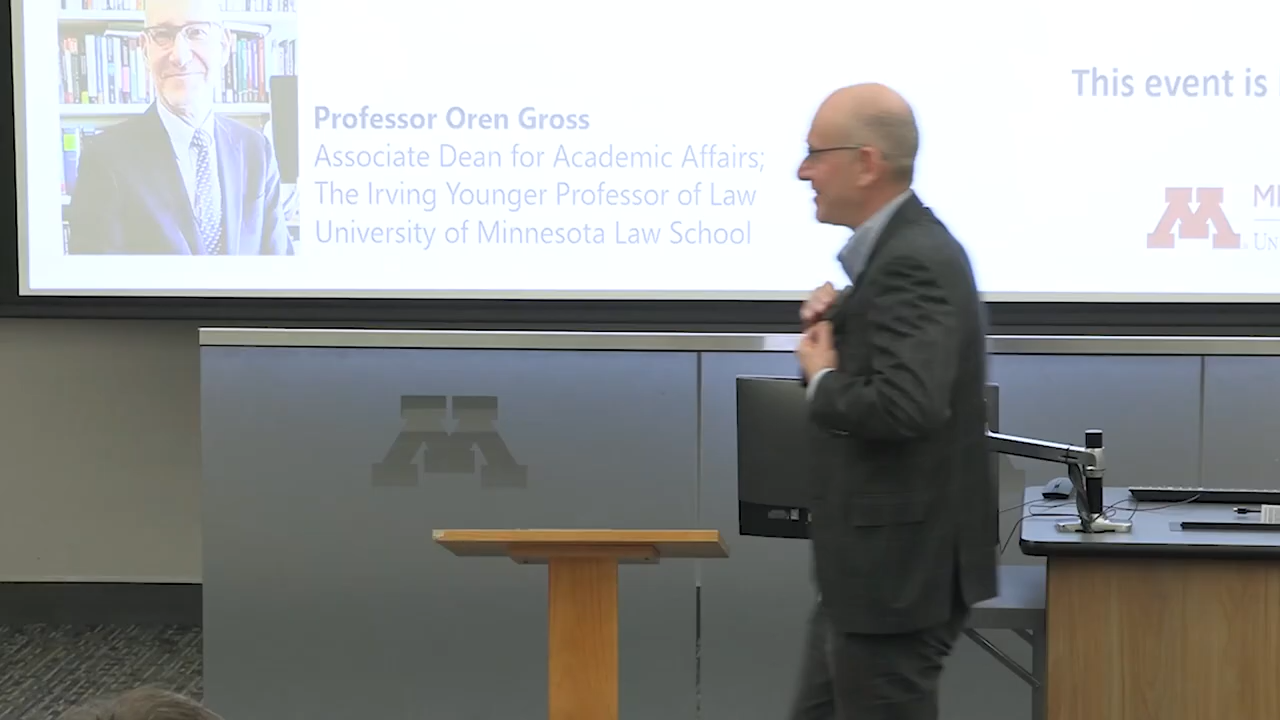 Professor Oren Gross
Associate Dean for Academic Affairs;
The Irving Younger Professor of Law
University of Minnesota Law School
This event is
M
M